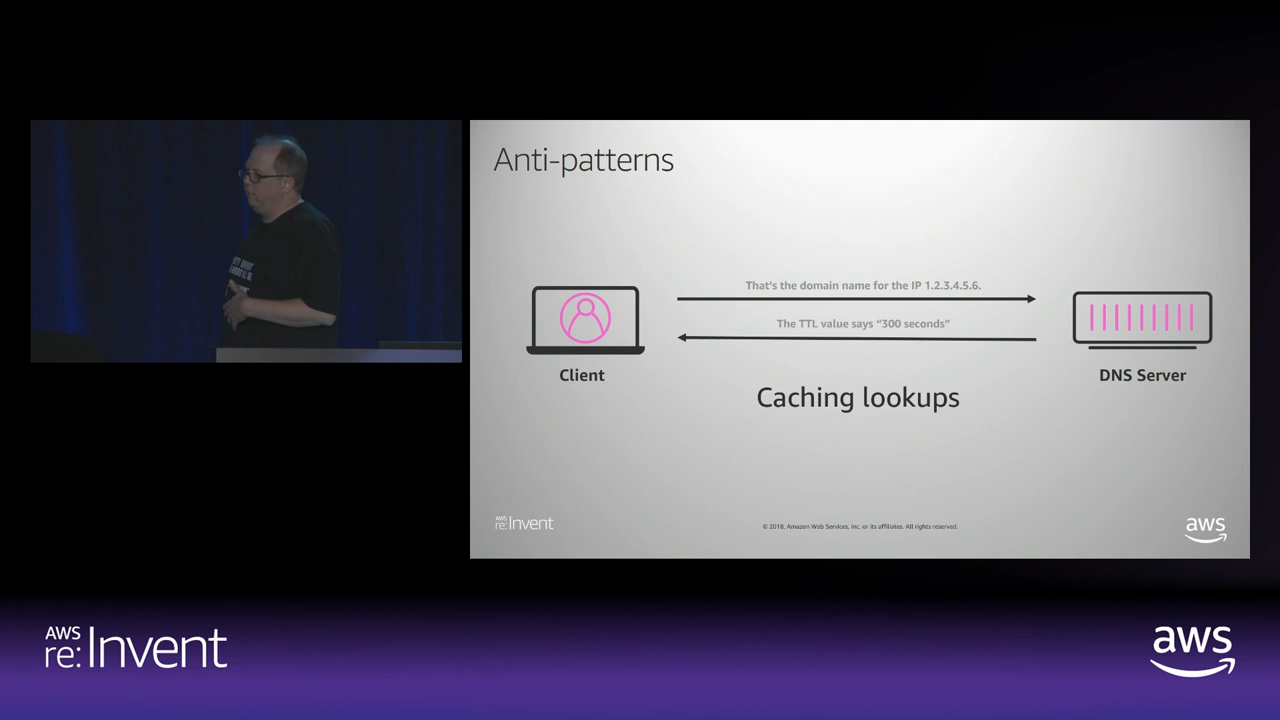 Anti-patterns
That's the domain name for the IP 1.2.3.4.5.6.
The TTL value says “300 seconds”
Client
DNS Server
Caching lookups
AWS
re:Invent
© 2018, Amazon Web Services, Inc. or its affiliates. All rights reserved.
aws
AWS
re:Invent
aws